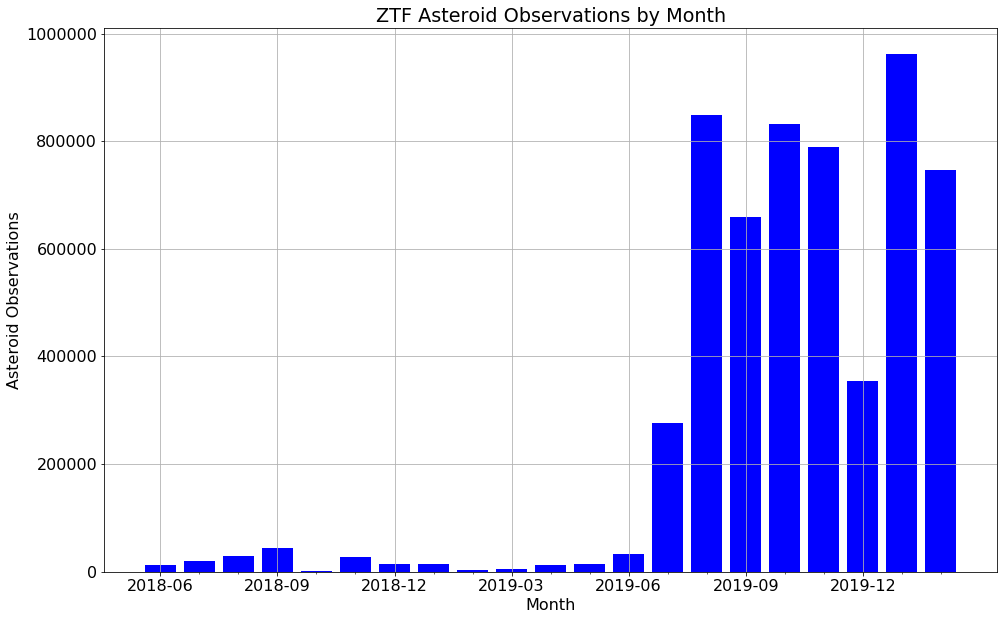 ZTF Asteroid Observations by Month
1000000
800000
600000
400000
200000
0
Asteroid Observations
2018-06 2018-09 2018-12 2019-03 2019-06 2019-09 2019-12
Month